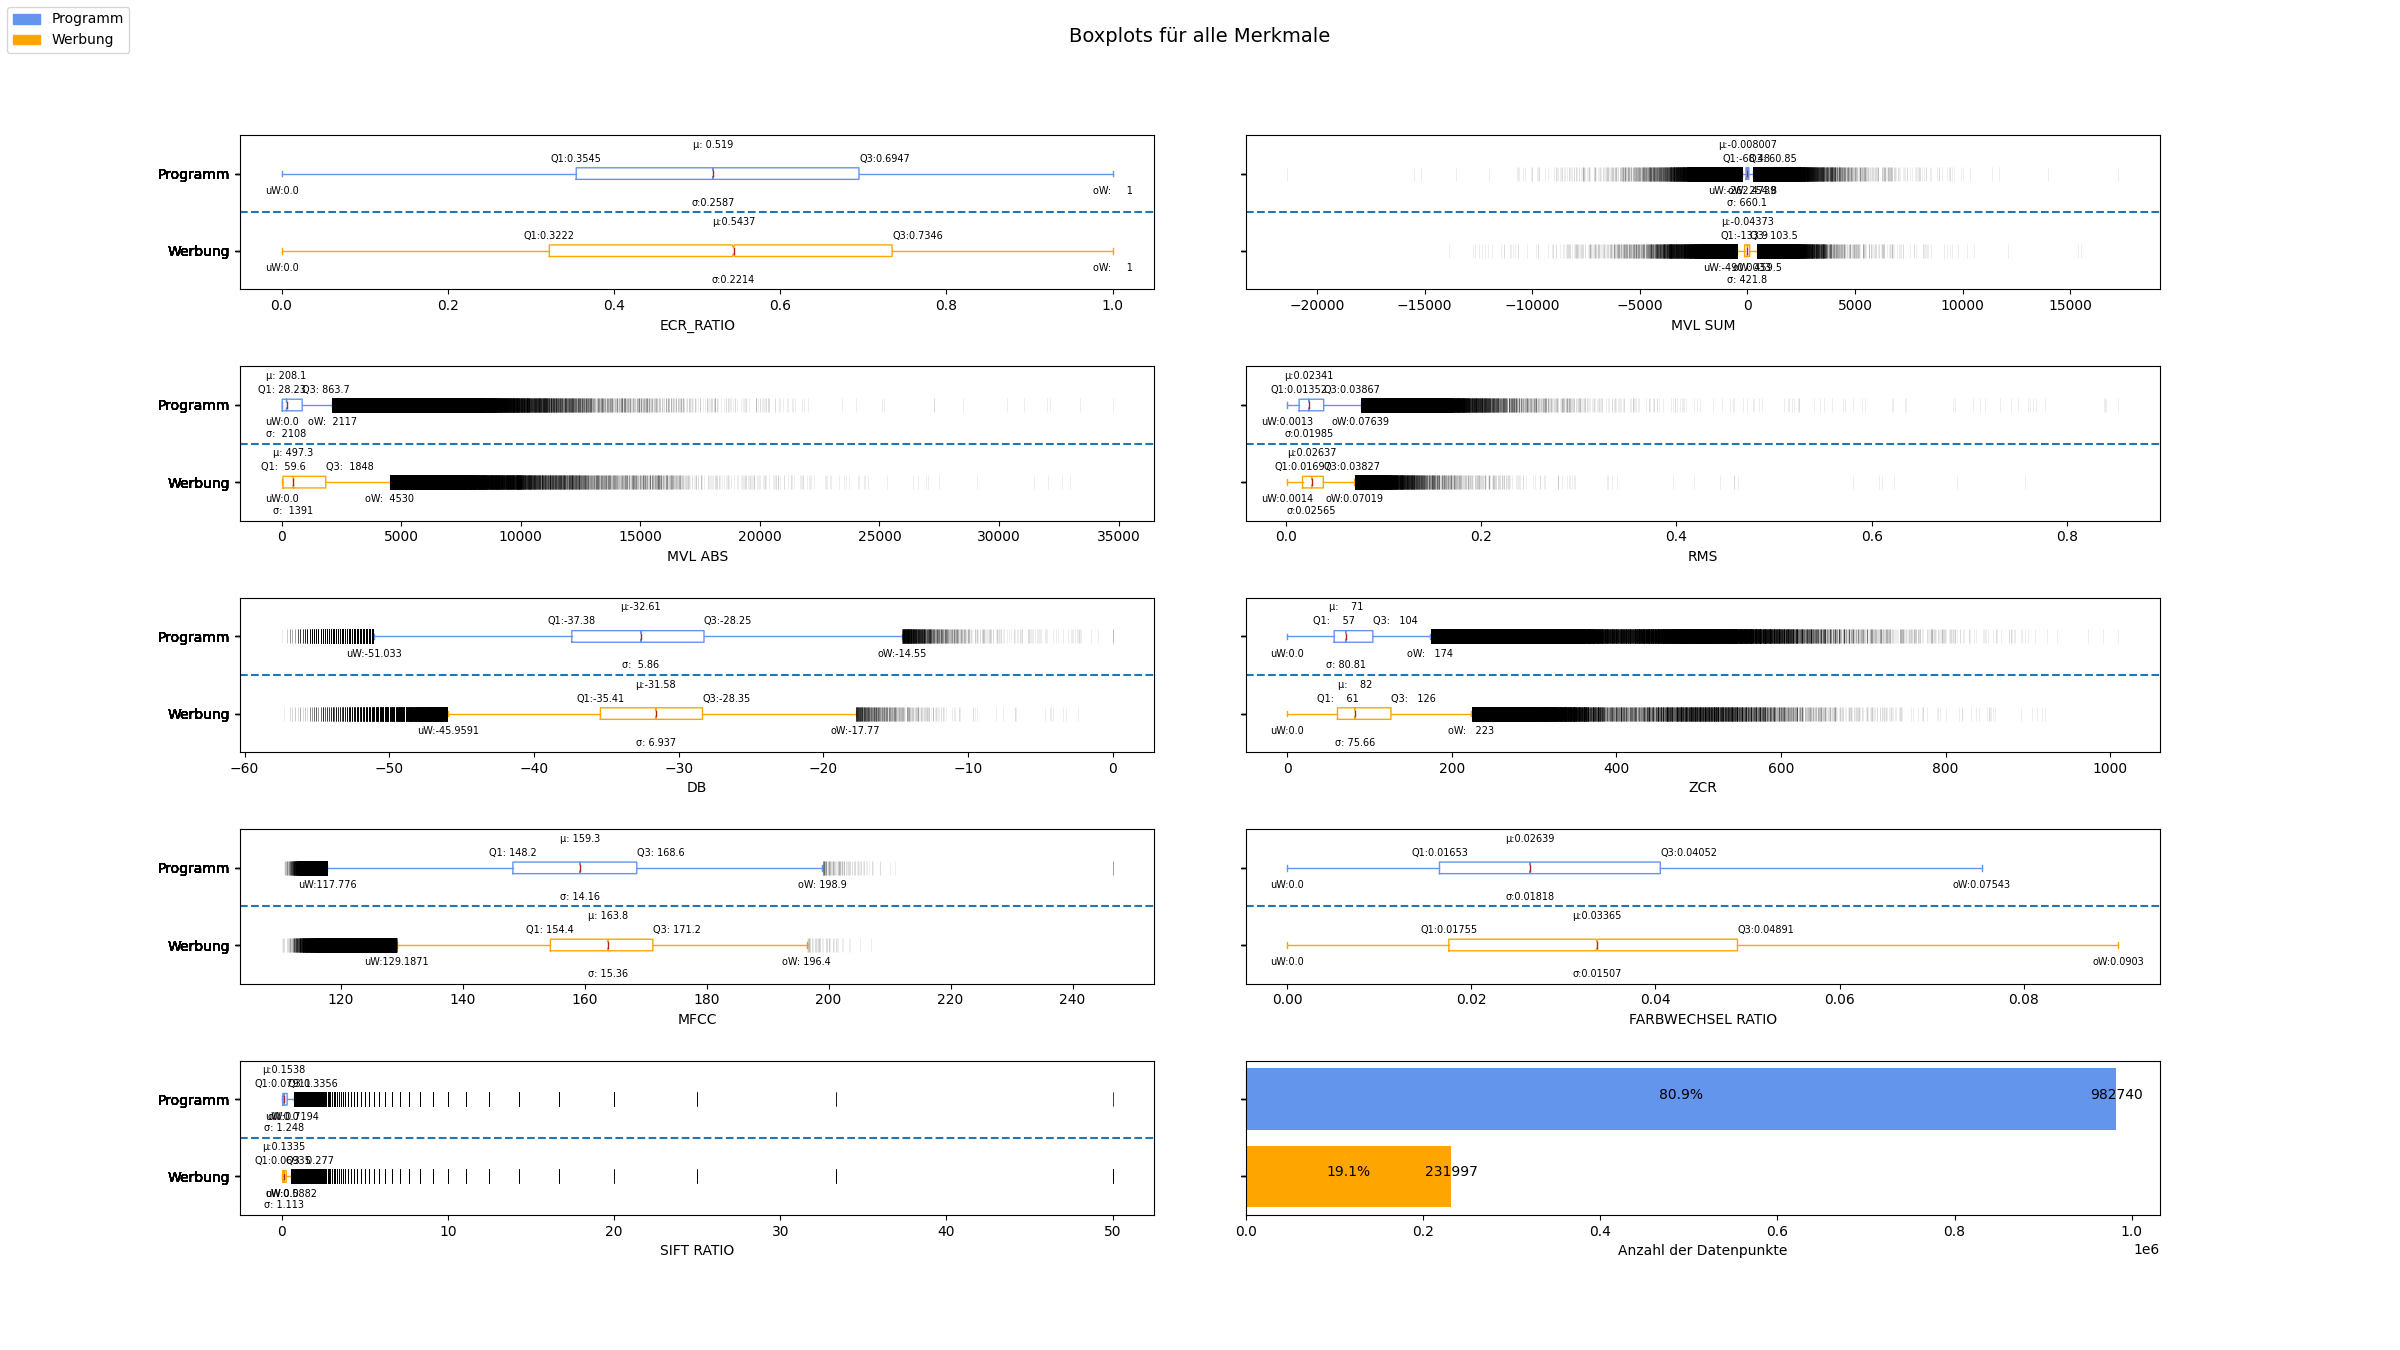 Programm
Werbung
Boxplots für alle Merkmale
μ: 0.519
Q1:0.3545 Q3:0.6947
Programm
uW:0.0 oW: 1
σ:0.2587
μ:0.5437
Q1:0.3222 Q3:0.7346
Werbung
uW:0.0 oW: 1
σ:0.2214
0.0 0.2 0.4 0.6 0.8 1.0
ECR_RATIO
μ:-0.008007
σ: 660.1
μ:-0.04373
σ: 421.8
−20000 −15000 −10000 −5000 0 5000 10000 15000
MVL SUM
μ: 208.1
Q1: 28.23 Q3: 863.7
Programm
uW:0.0 oW: 2117
σ: 2108
μ: 497.3
Q1: 59.6 Q3: 1848
Werbung
uW:0.0 oW: 4530
σ: 1391
0 5000 10000 15000 20000 25000 30000 35000
MVL ABS
μ:0.02341
Q1:0.01352 Q3:0.03867
uW:0.0013 oW:0.07639
σ:0.01985
μ:0.02637
Q1:0.01697 Q3:0.03827
uW:0.0014 oW:0.07019
σ:0.02565
0.0 0.2 0.4 0.6 0.8
RMS
μ:-32.61
Q1:-37.38 Q3:-28.25
Programm
uW:-51.033 oW:-14.55
σ: 5.86
μ:-31.58
Q1:-35.41 Q3:-28.35
Werbung
uW:-45.9591 oW:-17.77
σ: 6.937
−60 −50 −40 −30 −20 −10 0
DB
μ: 71
Q1: 57 Q3: 104
uW:0.0 oW: 174
σ: 80.81
μ: 82
Q1: 61 Q3: 126
uW:0.0 oW: 223
σ: 75.66
0 200 400 600 800 1000
ZCR
μ: 159.3
Q1: 148.2 Q3: 168.6
Programm
uW:117.776 oW: 198.9
σ: 14.16
μ: 163.8
Q1: 154.4 Q3: 171.2
Werbung
uW:129.1871 oW: 196.4
σ: 15.36
120 140 160 180 200 220 240
MFCC
μ:0.02639
Q1:0.01653 Q3:0.04052
uW:0.0 oW:0.07543
σ:0.01818
μ:0.03365
Q1:0.01755 Q3:0.04891
uW:0.0 oW:0.0903
σ:0.01507
0.00 0.02 0.04 0.06 0.08
FARBWECHSEL RATIO
μ:0.1538
Programm
σ: 1.248
μ:0.1335
Werbung
σ: 1.113
0 10 20 30 40 50
SIFT RATIO
80.9% 982740
19.1% 231997
0.0 0.2 0.4 0.6 0.8 1.0
Anzahl der Datenpunkte
1e6